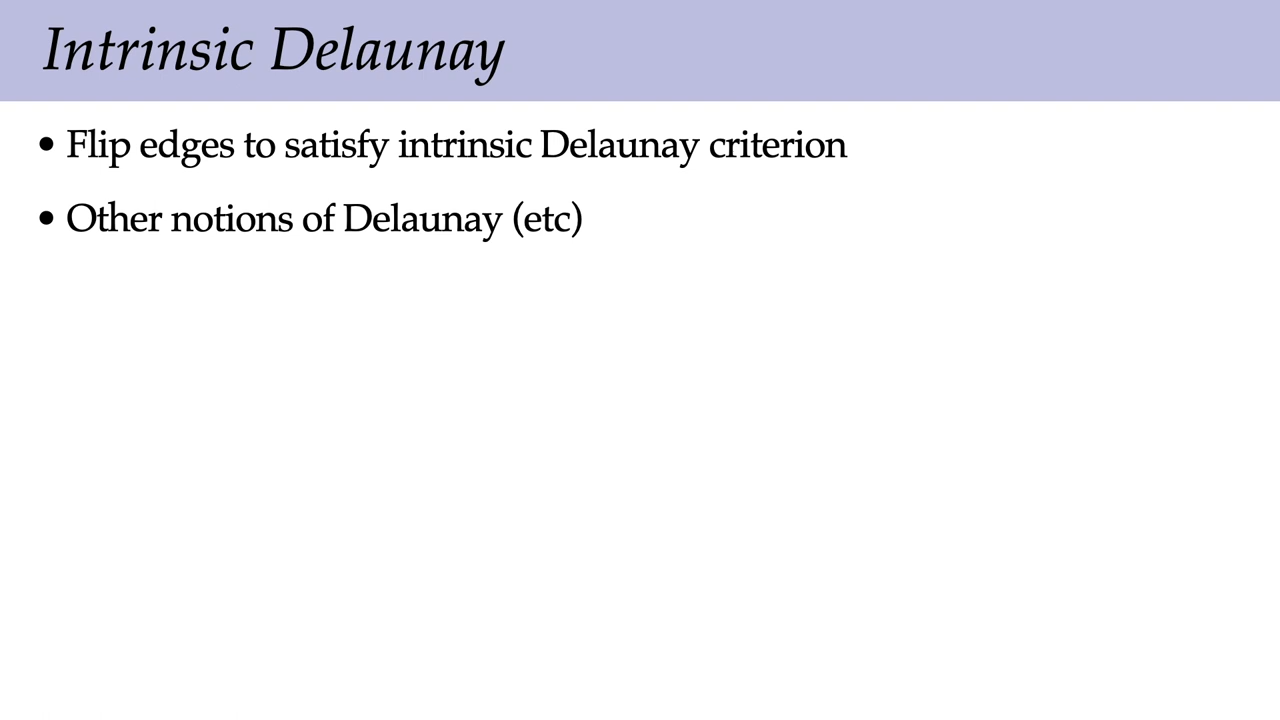 Intrinsic Delaunay
• Flip edges to satisfy intrinsic Delaunay criterion
• Other notions of Delaunay (etc)